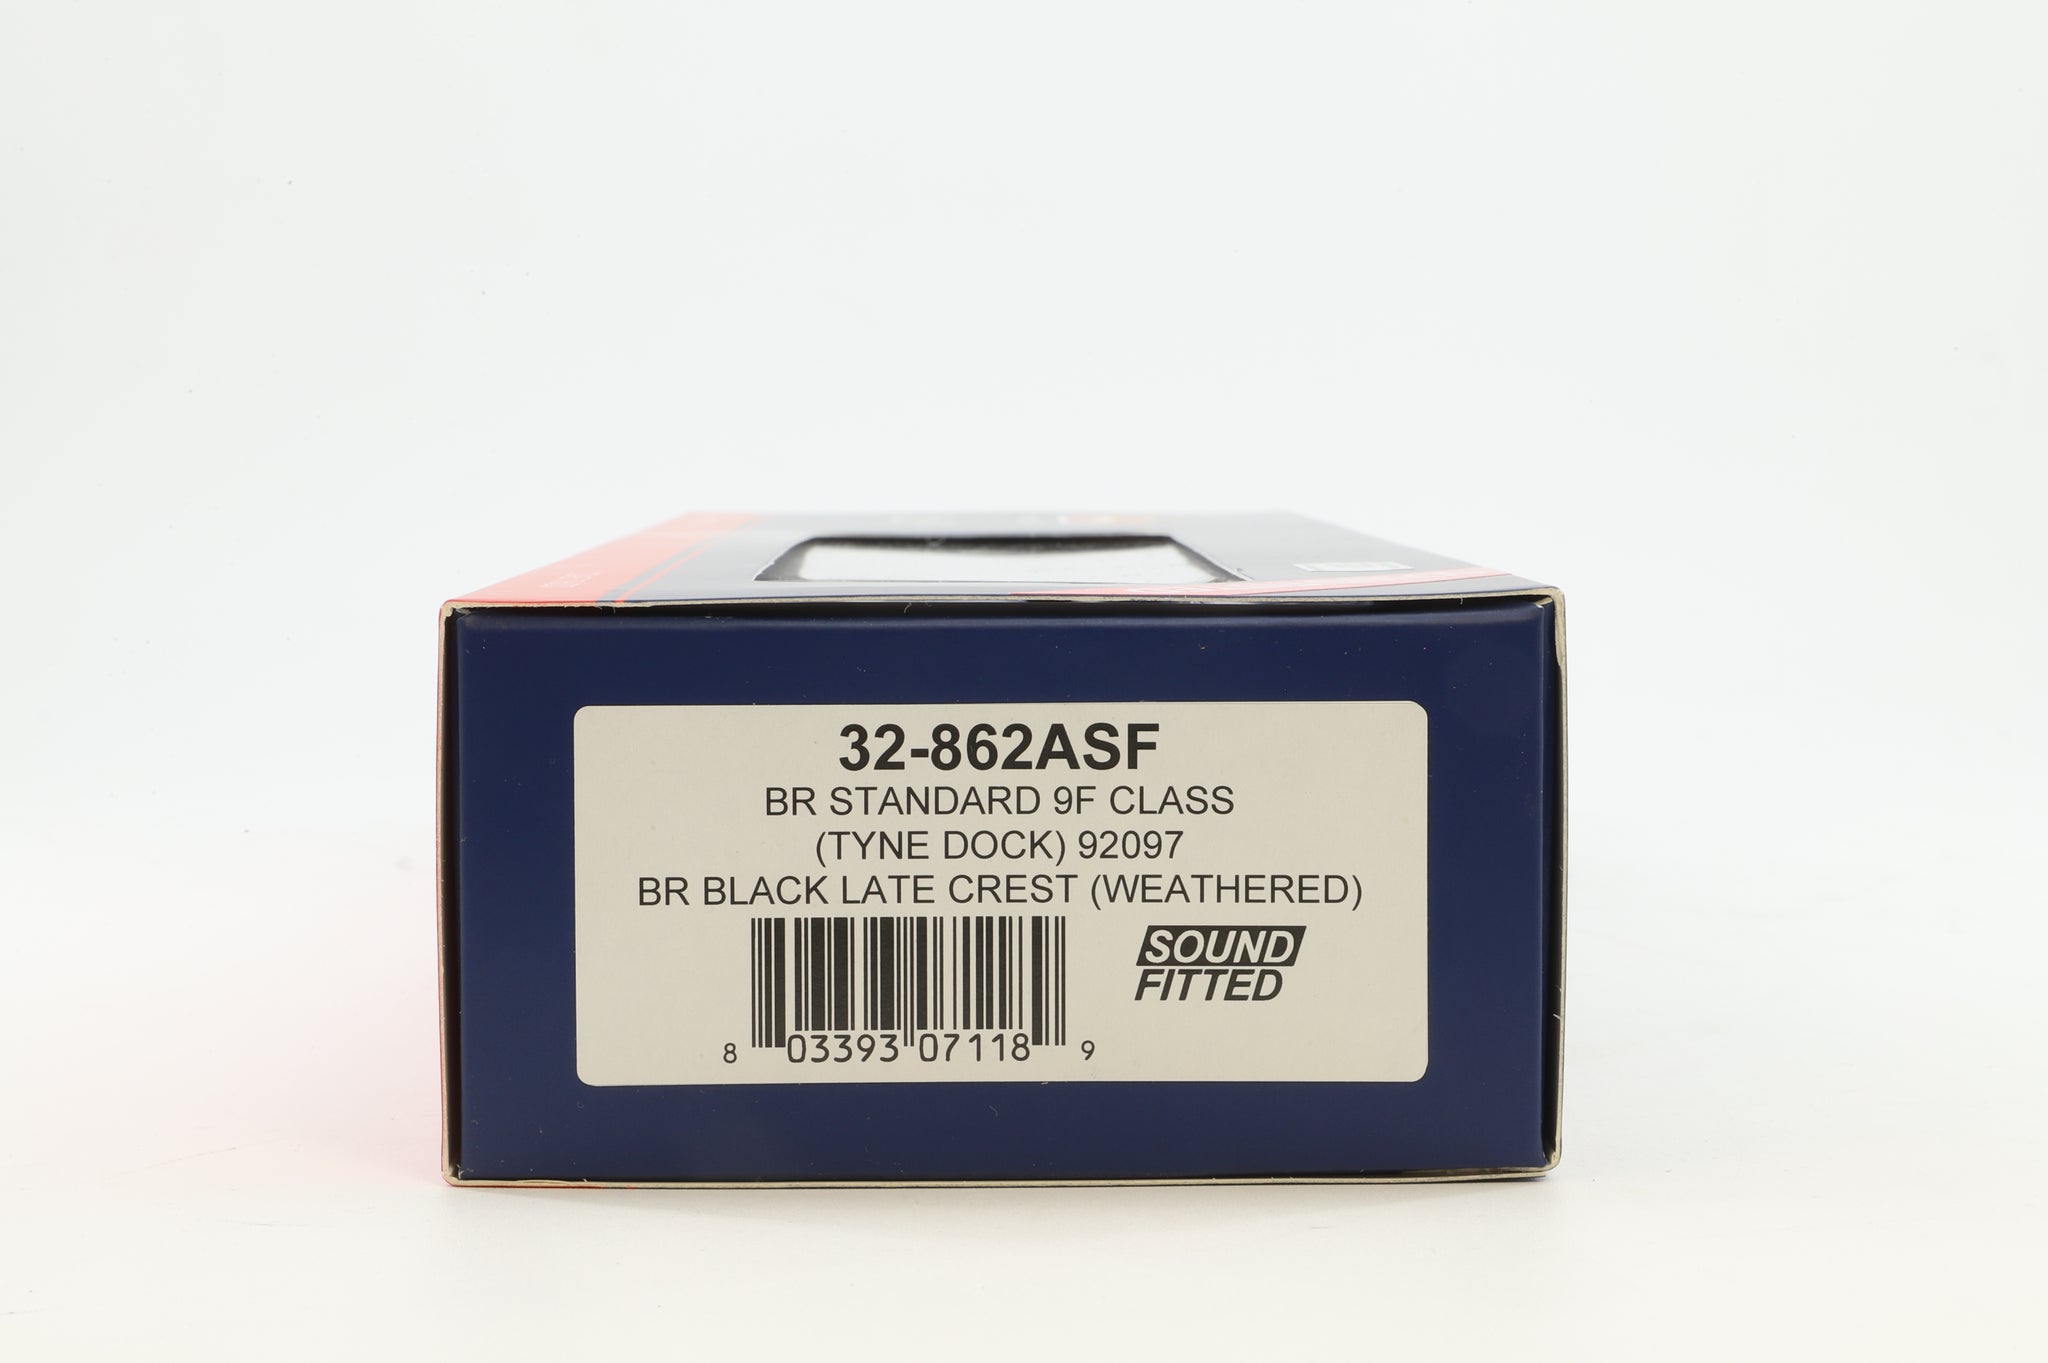 32-862ASF
BR STANDARD 9F CLASS
(TYNE DOCK) 92097
BR BLACK LATE CREST (WEATHERED)
SOUND
FITTED
8 03393 07118 9